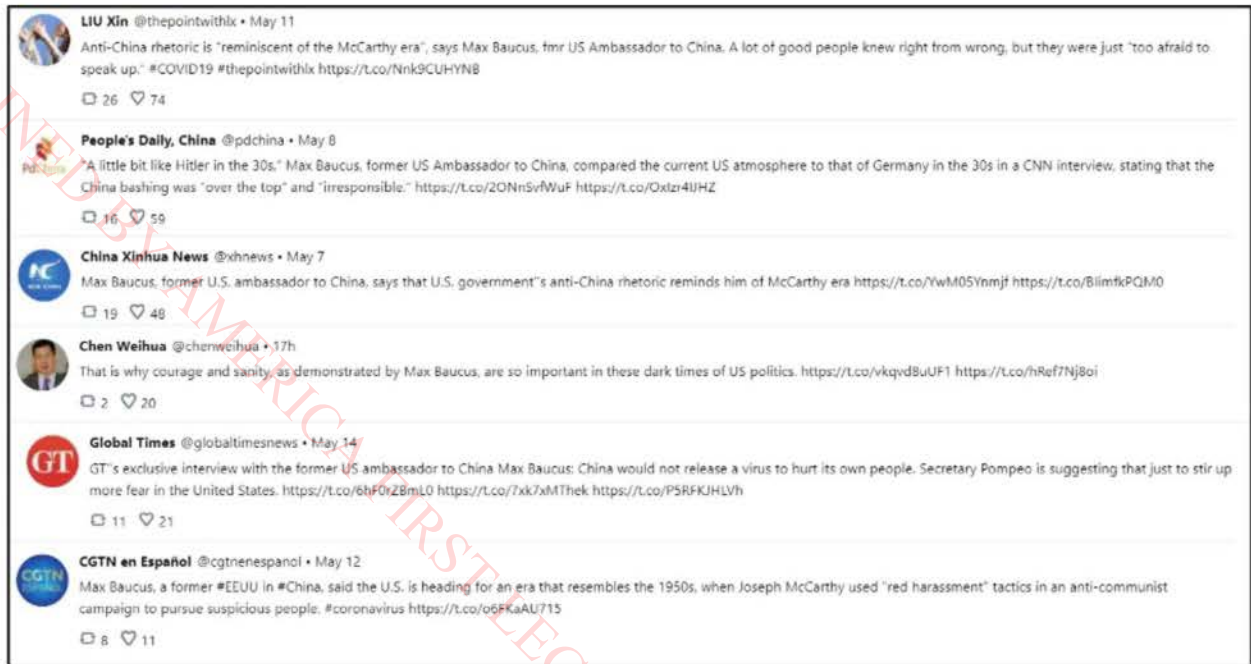 LIU Xin @thepointwithlx • May 11
Anti-China rhetoric is "reminiscent of the McCarthy era", says Max Baucus, fmr US Ambassador to China. A lot of good people knew right from wrong, but they were just "too afraid to
speak up." #COVID19 #thepointwithlx https://t.co/Nnk9CUHYNB
26 74
People's Daily, China @pdchina • May 8
"A little bit like Hitler in the 30s," Max Baucus, former US Ambassador to China, compared the current US atmosphere to that of Germany in the 30s in a CNN interview, stating that the
China bashing was "over the top" and "irresponsible." https://t.co/2ONnSvfWuF https://t.co/OxIzr4IJHZ
16 59
China Xinhua News @xhnews • May 7
Max Baucus, former U.S. ambassador to China, says that U.S. government"s anti-China rhetoric reminds him of McCarthy era https://t.co/YwM05Ynmjf https://t.co/BlimfkPQM0
19 48
Chen Weihua @chenweihua • 17h
That is why courage and sanity, as demonstrated by Max Baucus, are so important in these dark times of US politics. https://t.co/vkqvd8uUF1 https://t.co/hRef7Nj8oi
2 20
GT
Global Times @globaltimesnews • May 14
GT"s exclusive interview with the former US ambassador to China Max Baucus: China would not release a virus to hurt its own people. Secretary Pompeo is suggesting that just to stir up
more fear in the United States. https://t.co/6hF0rZBmL0 https://t.co/7xk7xMThek https://t.co/P5RFKJHLVh
11 21
CGTN
CGTN en Español @cgtnenespanol • May 12
Max Baucus, a former #EEUU in #China, said the U.S. is heading for an era that resembles the 1950s, when Joseph McCarthy used "red harassment" tactics in an anti-communist
campaign to pursue suspicious people. #coronavirus https://t.co/o6FKaAU715
8 11
NED BY AMERICA FIRST LEG